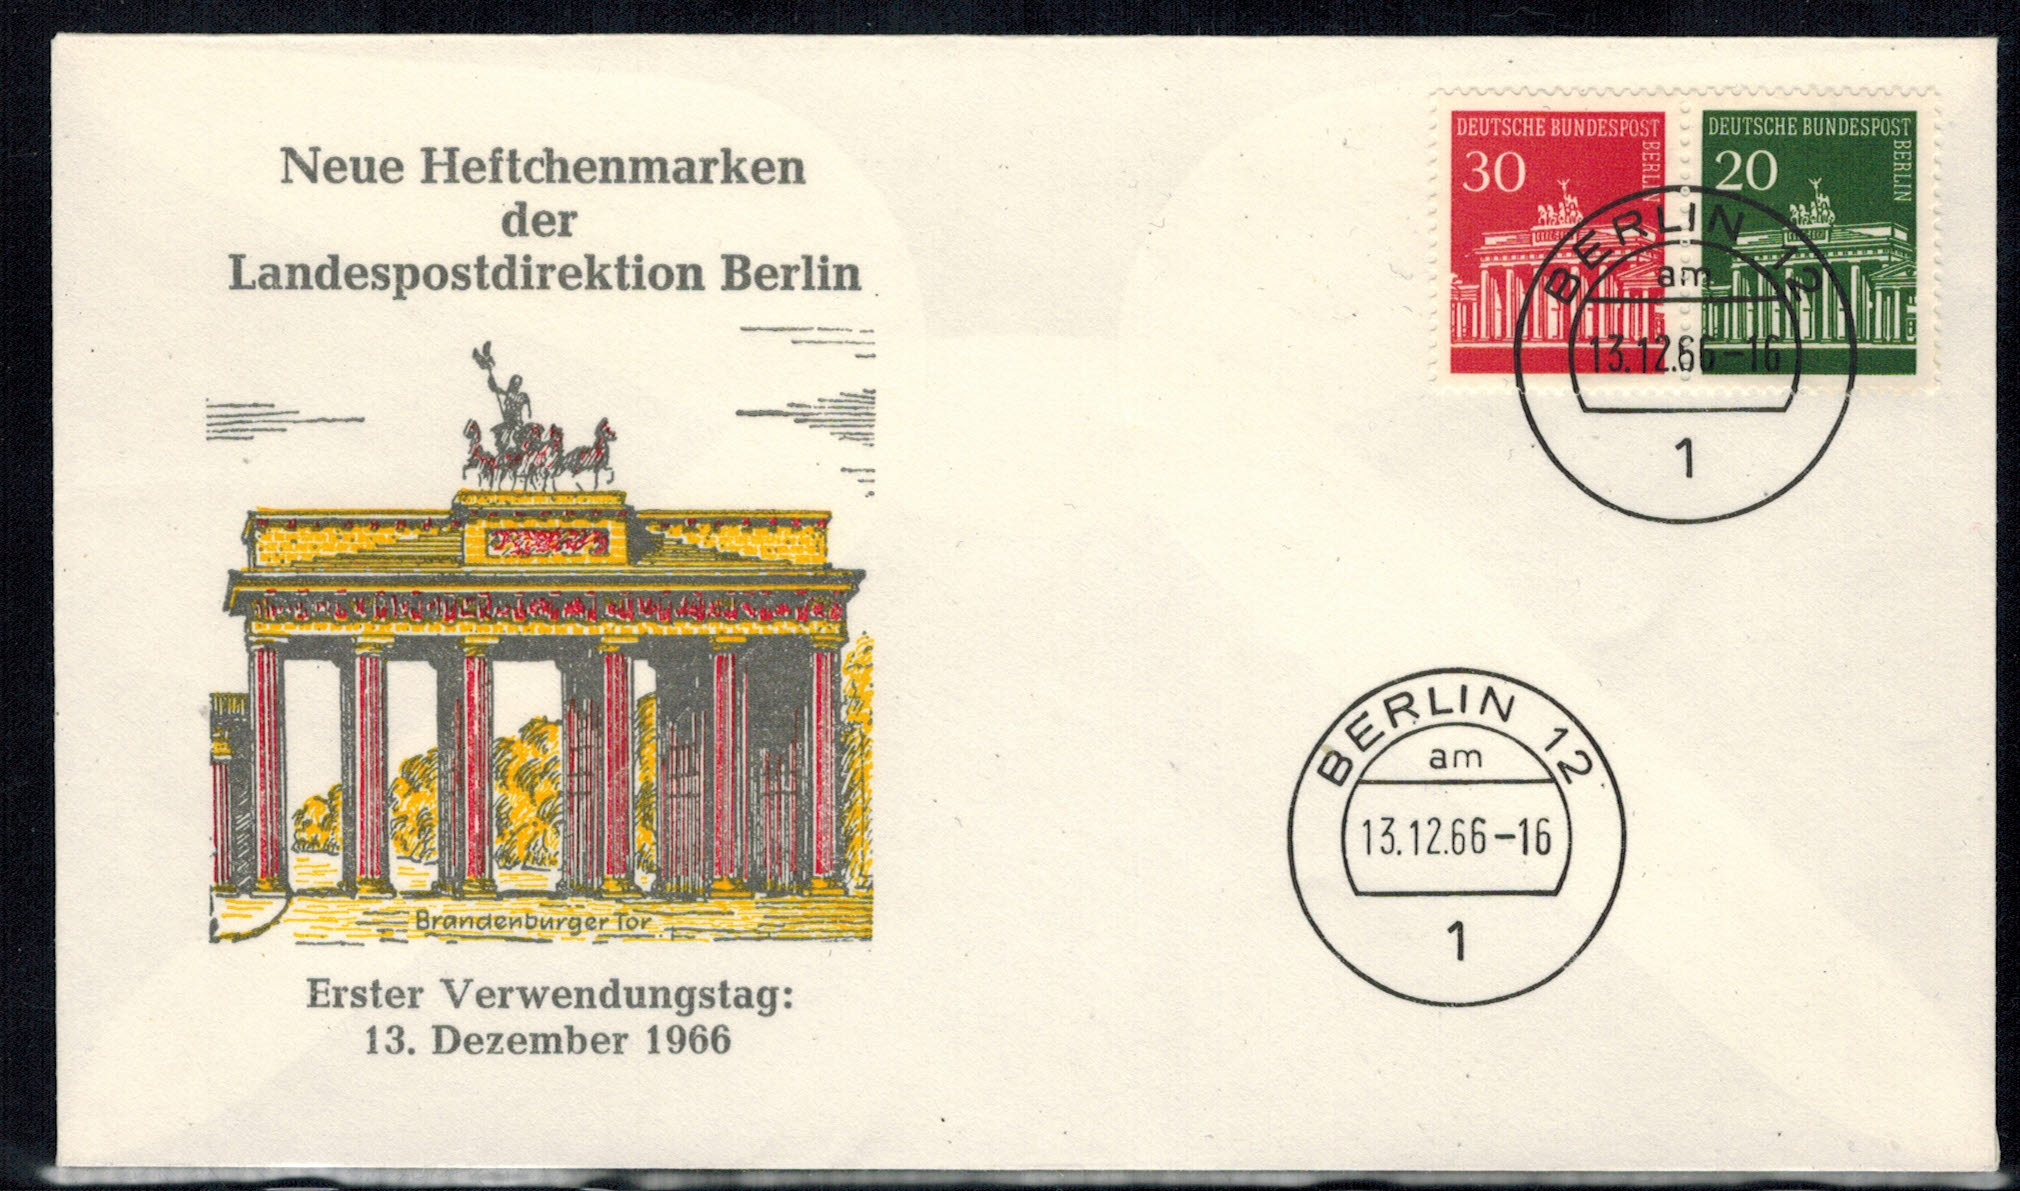 Neue Heftchenmarken
der
Landespostdirektion Berlin
Brandenburger Tor
Erster Verwendungstag:
13. Dezember 1966
DEUTSCHE BUNDESPOST
BERLIN
30
DEUTSCHE BUNDESPOST
BERLIN
20
BERLIN 12
am
13.12.66-16
1
BERLIN 12
am
13.12.66-16
1